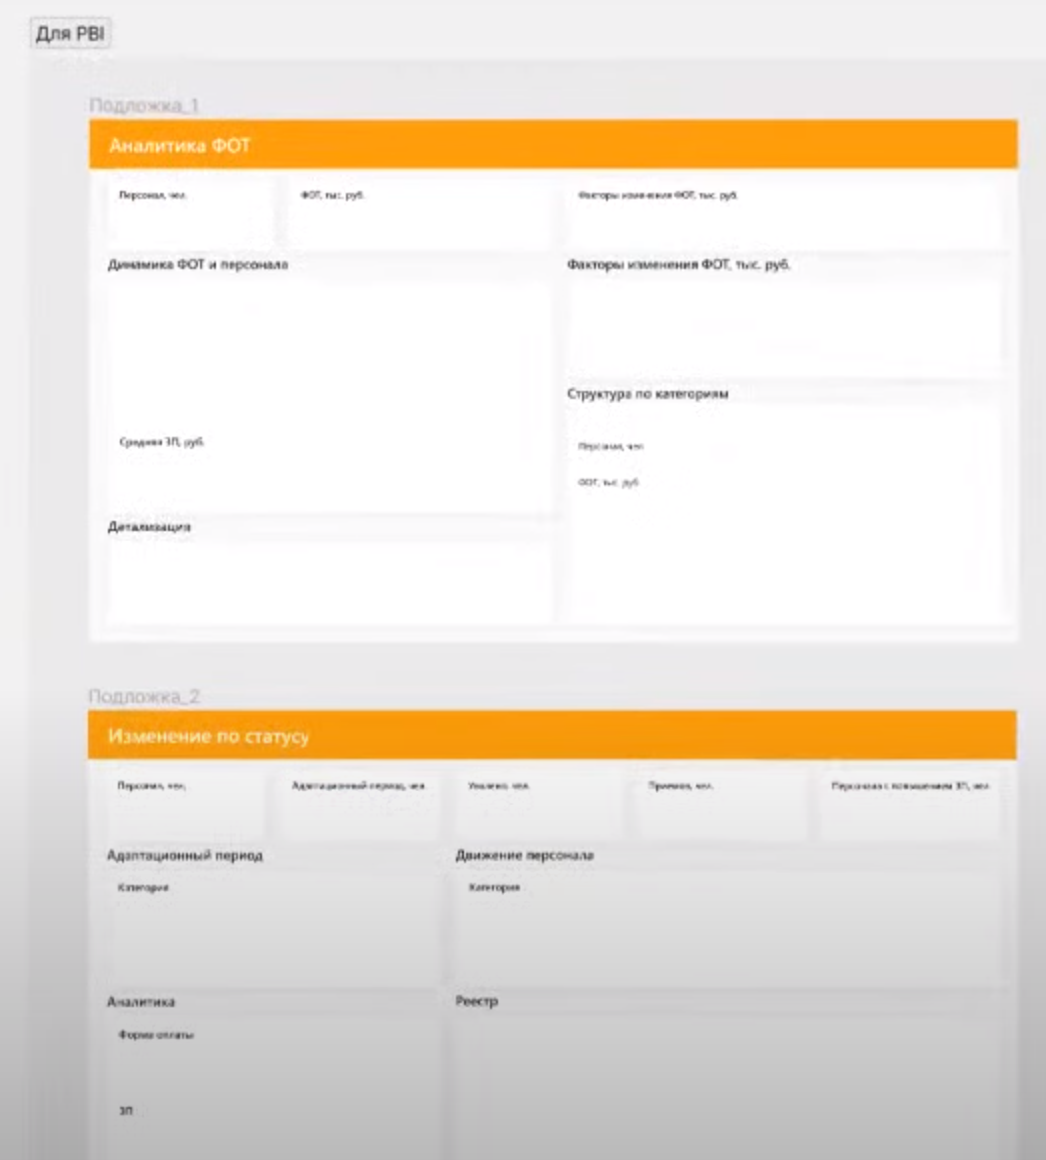 Для PBI
Подложка_1
Аналитика ФОТ
Персонал, чел.
ФОТ, тыс. руб.
Факторы изменения ФОТ, тыс. руб.
Динамика ФОТ и персонала
Факторы изменения ФОТ, тыс. руб.
Структура по категориям
Средняя ЗП, руб.
Персонал, чел
ФОТ, тыс. руб
Детализация
Подложка_2
Изменение по статусу
Персонал, чел.
Адаптационный период, чел.
Уволено, чел.
Принято, чел.
Персонал с повышением ЗП, чел.
Адаптационный период
Движение персонала
Категория
Категория
Аналитика
Реестр
Форма оплаты
ЗП